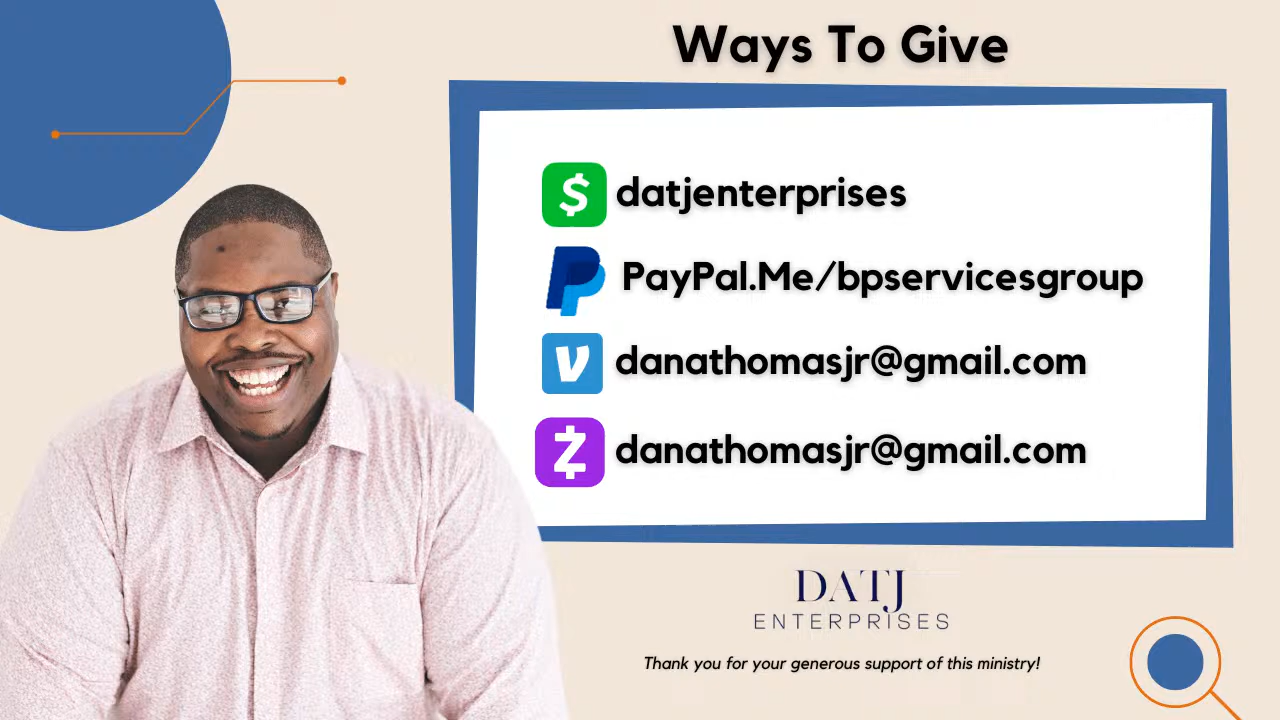 Ways To Give
$ datjenterprises
PayPal.Me/bpservicesgroup
danathomasjr@gmail.com
danathomasjr@gmail.com
DATJ
ENTERPRISES
Thank you for your generous support of this ministry!